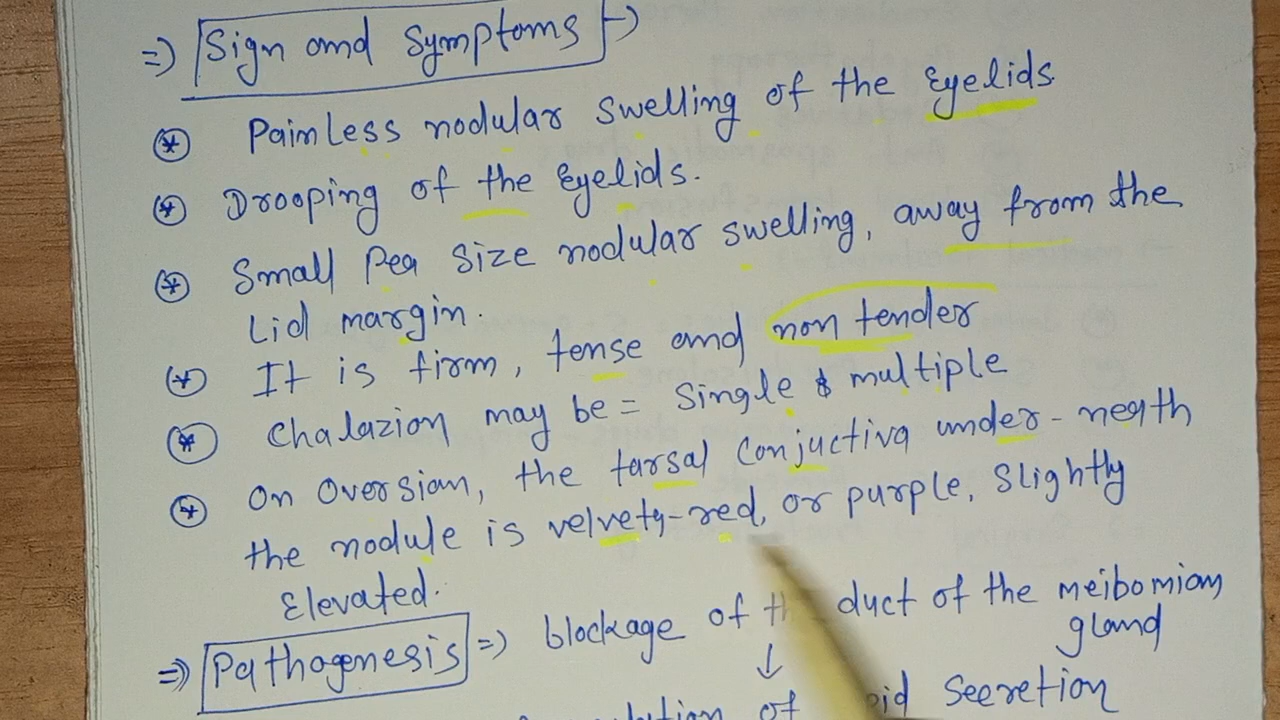 => Sign and Symptoms ->
* Painless nodular swelling of the Eyelids
* Drooping of the Eyelids.
* Small Pea size nodular swelling, away from the
Lid margin.
* It is firm, tense and non tender
* Chalazion may be = Single & multiple
* On Oversian, the tarsal Conjuctiva under-neath
the nodule is velvety-red, or purple, Slightly
Elevated.
=> Pathogenesis => blockage of duct of the meibomian
gland
↓
of Secretion